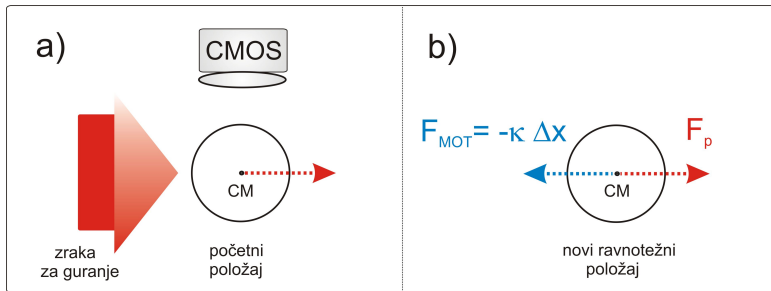 a)
CMOS
CM
zraka
za guranje
početni
položaj
b)
F_MOT = -κ Δx
F_p
CM
novi ravnotežni
položaj